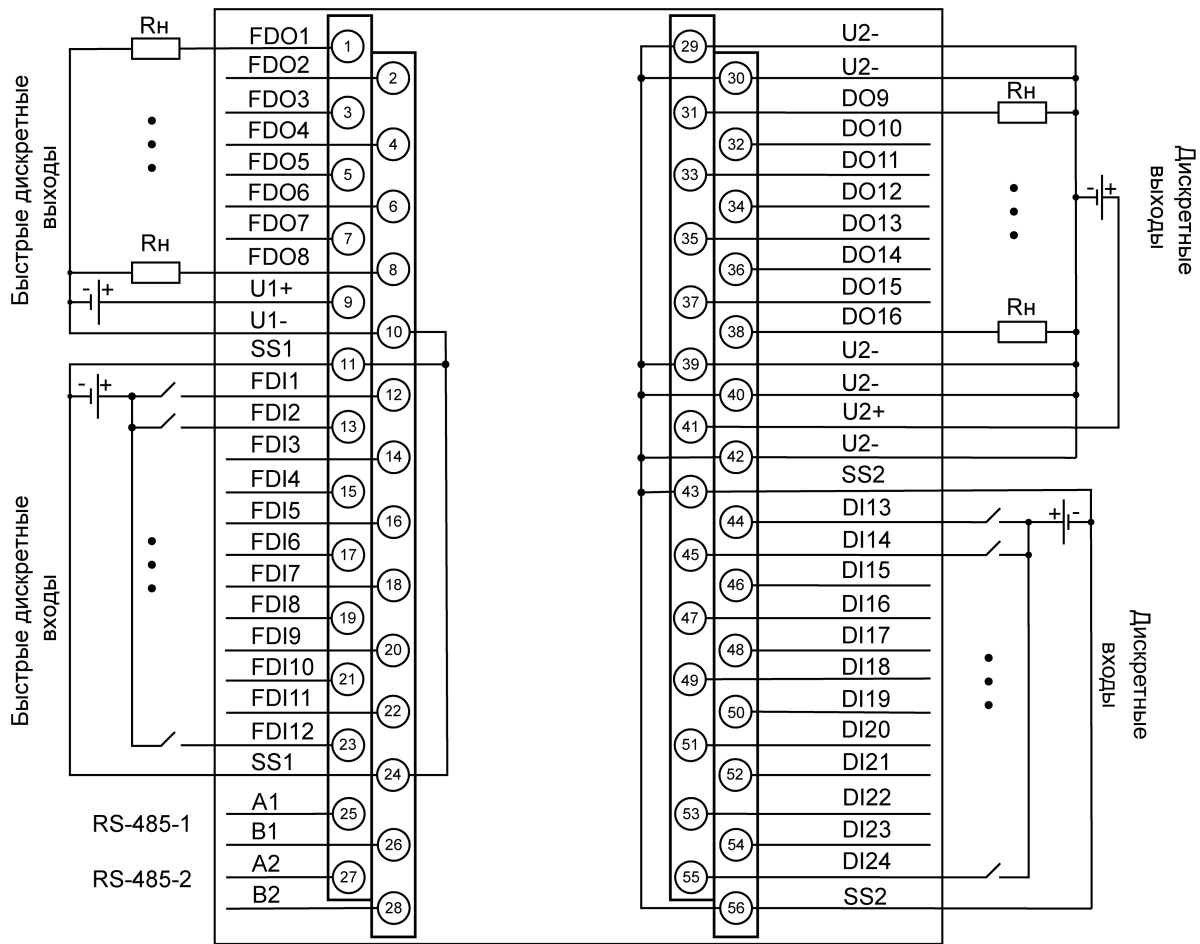 Быстрые дискретные
выходы
Rн
FDO1
1
FDO2
2
FDO3
3
FDO4
4
FDO5
5
FDO6
6
FDO7
7
Rн
FDO8
8
- +
U1+
9
U1-
10
Быстрые дискретные
входы
SS1
11
- +
FDI1
12
FDI2
13
FDI3
14
FDI4
15
FDI5
16
FDI6
17
FDI7
18
FDI8
19
FDI9
20
FDI10
21
FDI11
22
FDI12
23
SS1
24
RS-485-1
A1
25
B1
26
RS-485-2
A2
27
B2
28
29
U2-
30
U2-
31
DO9
Rн
32
DO10
33
DO11
34
DO12
- +
35
DO13
36
DO14
37
DO15
38
DO16
Rн
39
U2-
40
U2-
41
U2+
42
U2-
Дискретные
выходы
43
SS2
44
DI13
+ -
45
DI14
46
DI15
47
DI16
48
DI17
49
DI18
50
DI19
51
DI20
52
DI21
53
DI22
54
DI23
55
DI24
56
SS2
Дискретные
входы